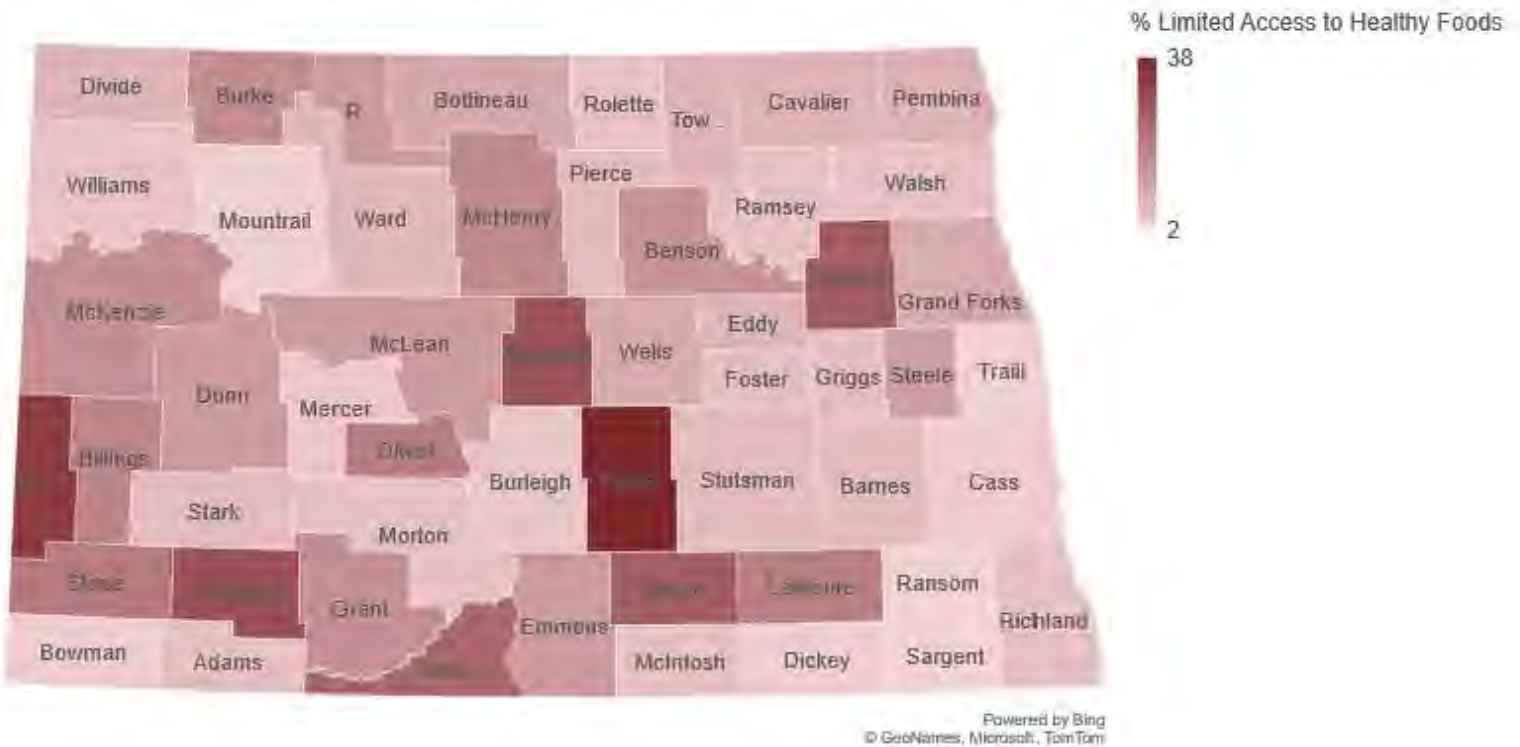 % Limited Access to Healthy Foods
38
2
Divide
Burke
R
Bottineau
Rolette
Tow...
Cavalier
Pembina
Williams
Mountrail
Ward
McHenry
Pierce
Benson
Ramsey
Walsh
Grand Forks
McKenzie
McLean
Wells
Eddy
Foster
Griggs
Steele
Traill
Dunn
Mercer
Oliver
Billings
Burleigh
Stutsman
Barnes
Cass
Stark
Morton
Slope
Grant
Emmons
LaMoure
Ransom
Richland
Bowman
Adams
McIntosh
Dickey
Sargent
Powered by Bing
© GeoNames, Microsoft, TomTom